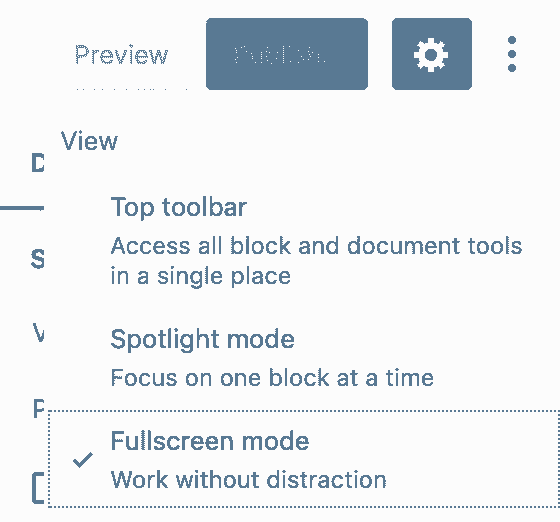 Preview
View
Top toolbar
Access all block and document tools
in a single place
Spotlight mode
Focus on one block at a time
Fullscreen mode
Work without distraction